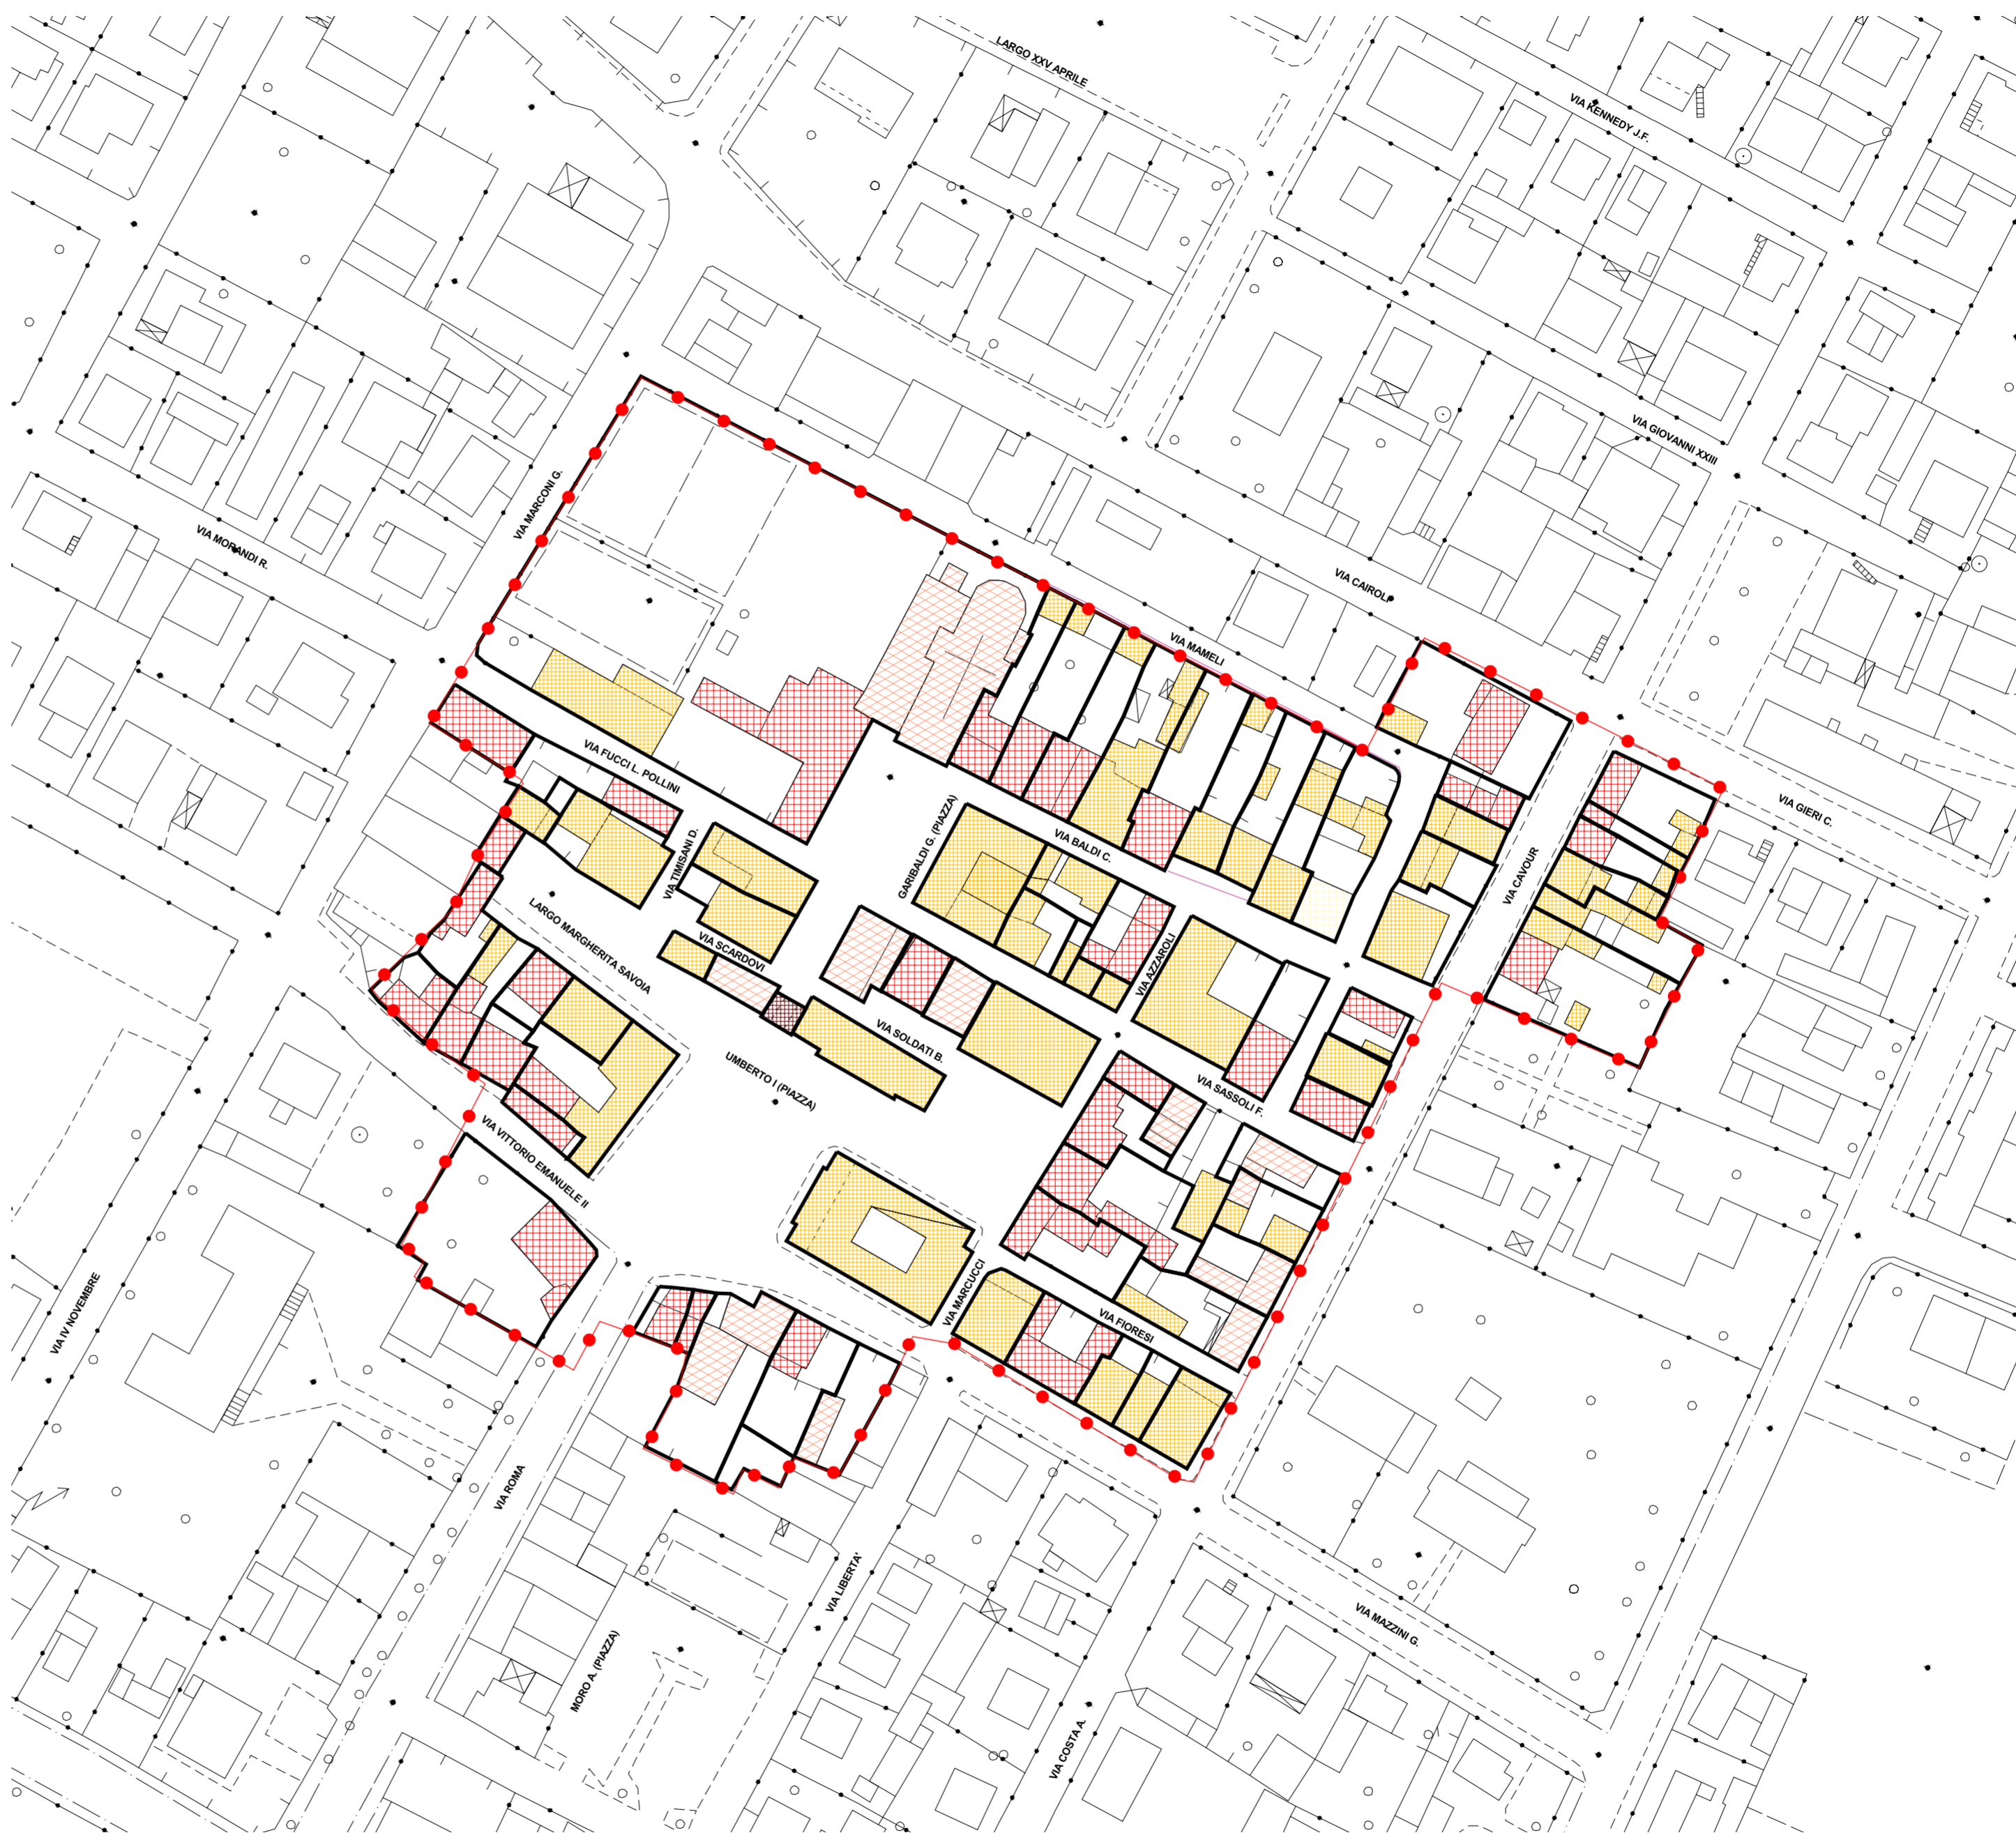 LARGO XXV APRILE
VIA KENNEDY J.F.
VIA GIOVANNI XXIII
VIA MARCONI G.
VIA MORANDI R.
VIA CAIROLI
VIA MAMELI
VIA GIERI C.
VIA FUCCI L. POLLINI
GARIBALDI G. (PIAZZA)
VIA BALDI C.
VIA TIMISANI D.
VIA CAVOUR
LARGO MARGHERITA SAVOIA
VIA SCARDOVI
VIA AZZAROLI
VIA SOLDATI B.
UMBERTO I (PIAZZA)
VIA SASSOLI F.
VIA VITTORIO EMANUELE II
VIA IV NOVEMBRE
VIA MARCUCCI
VIA FIORESI
VIA ROMA
VIA LIBERTA'
MORO A. (PIAZZA)
VIA MAZZINI G.
VIA COSTA A.